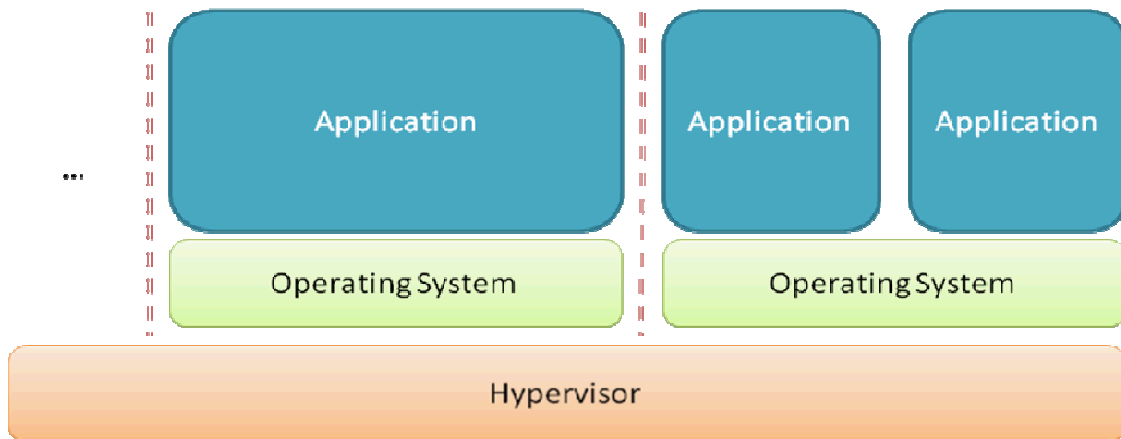 Application
Application
Application
...
Operating System
Operating System
Hypervisor